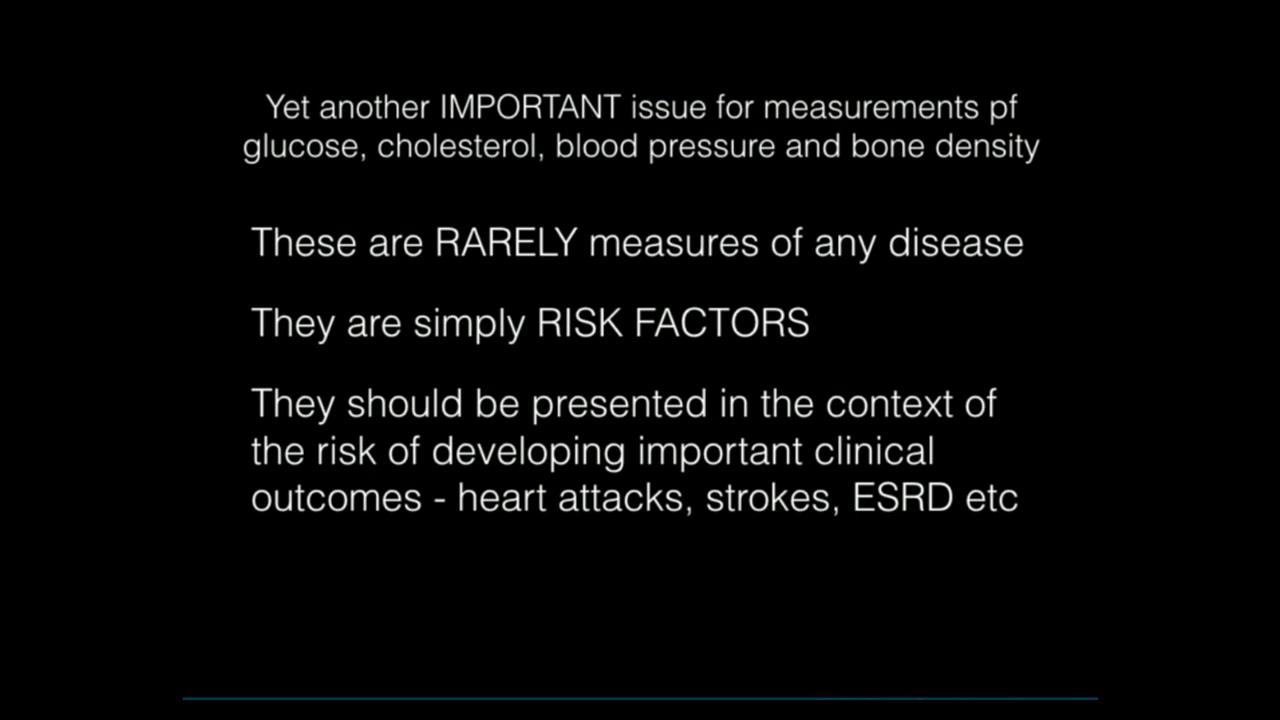 Yet another IMPORTANT issue for measurements pf
glucose, cholesterol, blood pressure and bone density
These are RARELY measures of any disease
They are simply RISK FACTORS
They should be presented in the context of
the risk of developing important clinical
outcomes - heart attacks, strokes, ESRD etc